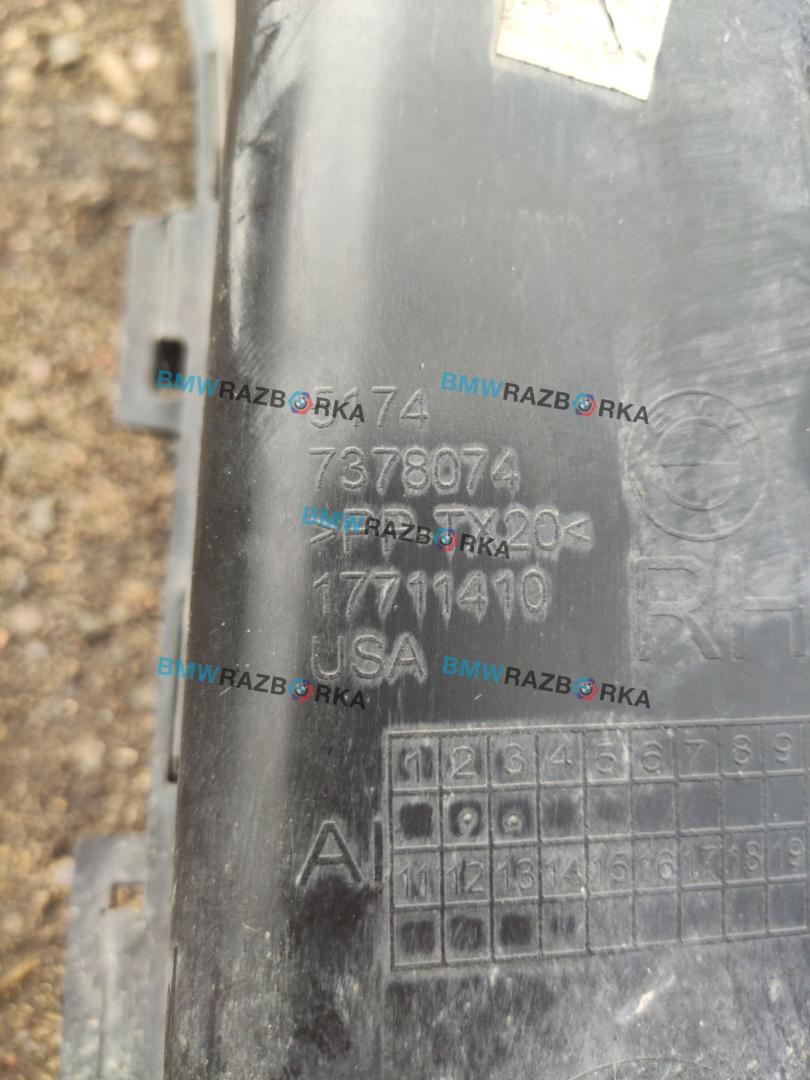 BMWRAZBORKA
BMWRAZBORKA
5174
7378074
>PP TX20<
BMWRAZBORKA
17711410
RH
USA
BMWRAZBORKA
BMWRAZBORKA
1 2 3 4 5 6 7 8 9
A
11 12 13 14 15 16 17 18 19